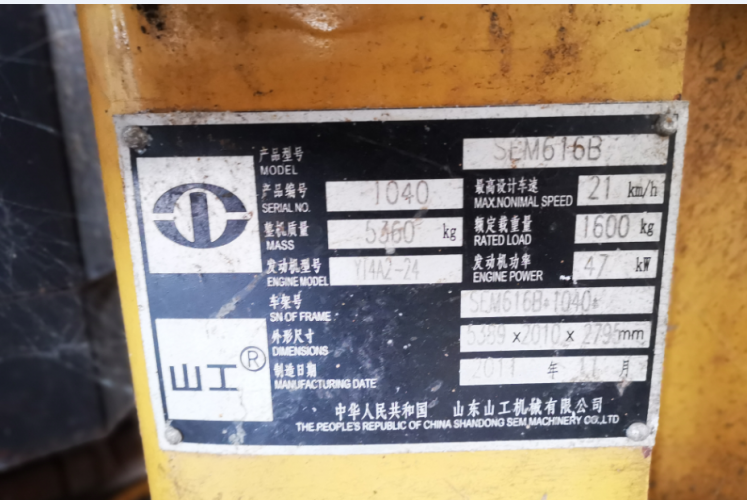 产品型号 SEM616B
MODEL
产品编号 1040 最高设计车速 21 km/h
SERIAL NO. MAX.NONIMAL SPEED
整机质量 5360 kg 额定载重量 1600 kg
MASS RATED LOAD
发动机型号 YT4A2-24 发动机功率 47 kW
ENGINE MODEL ENGINE POWER
车架号 SEM616B*1040*
SN OF FRAME
外形尺寸 x2010 x mm
DIMENSIONS
制造日期 2011 年 11 月
MANUFACTURING DATE
山工®
中华人民共和国 山东山工机械有限公司
THE.PEOPLE'S REPUBLIC OF CHINA SHANDONG SEM MACHINERY CO.,LTD